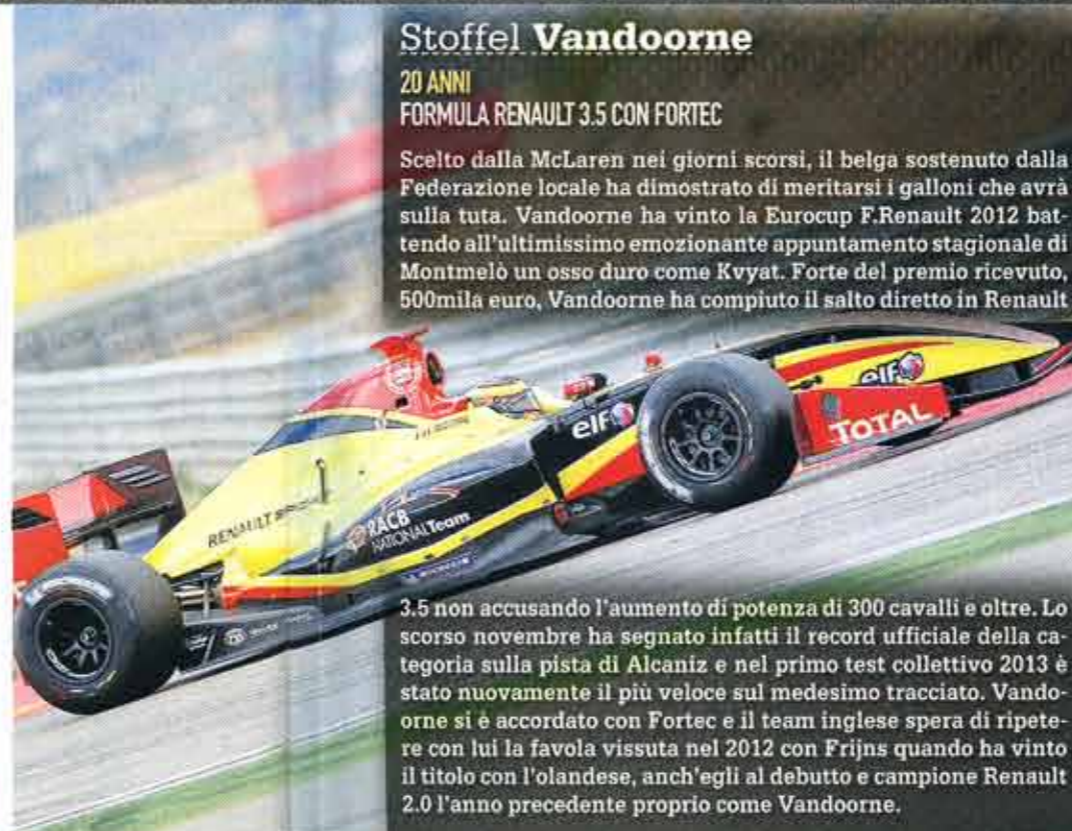 Stoffel Vandoorne
20 ANNI
FORMULA RENAULT 3.5 CON FORTEC
Scelto dalla McLaren nei giorni scorsi, il belga sostenuto dalla
Federazione locale ha dimostrato di meritarsi i galloni che avrà
sulla tuta. Vandoorne ha vinto la Eurocup F.Renault 2012 bat-
tendo all'ultimissimo emozionante appuntamento stagionale di
Montmelò un osso duro come Kvyat. Forte del premio ricevuto,
500mila euro, Vandoorne ha compiuto il salto diretto in Renault
elf
TOTAL
elf
RENAULT
RACB
NATIONAL Team
3.5 non accusando l'aumento di potenza di 300 cavalli e oltre. Lo
scorso novembre ha segnato infatti il record ufficiale della ca-
tegoria sulla pista di Alcaniz e nel primo test collettivo 2013 è
stato nuovamente il più veloce sul medesimo tracciato. Vando-
orne si è accordato con Fortec e il team inglese spera di ripete-
re con lui la favola vissuta nel 2012 con Frijns quando ha vinto
il titolo con l'olandese, anch'egli al debutto e campione Renault
2.0 l'anno precedente proprio come Vandoorne.